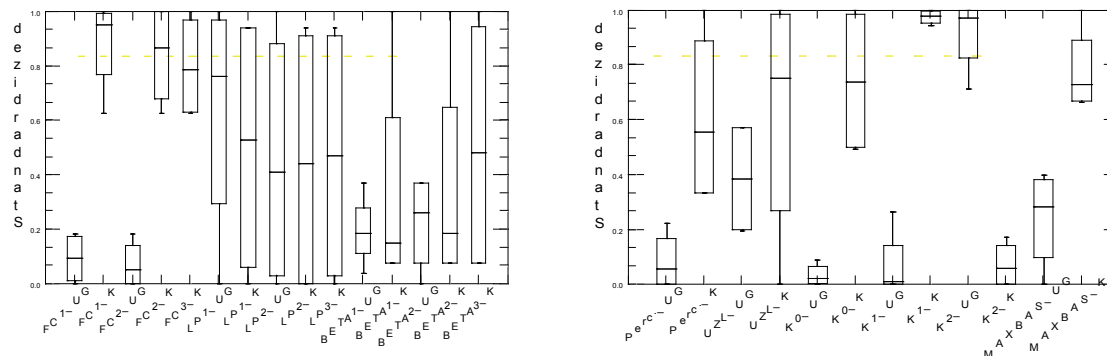 Standardized
1.0
0.8
0.6
0.4
0.2
0.0
FC1-UG
FC1-K
FC2-UG
FC2-K
FC3-K
LP1-UG
LP1-K
LP2-UG
LP2-K
LP3-K
BETA1-UG
BETA1-K
BETA2-UG
BETA2-K
BETA3-K
Standardized
1.0
0.8
0.6
0.4
0.2
0.0
Perc.-UG
Perc.-K
UZL-UG
UZL-K
K0-UG
K0-K
K1-UG
K1-K
K2-UG
K2-K
MAXBAS-UG
MAXBAS-K